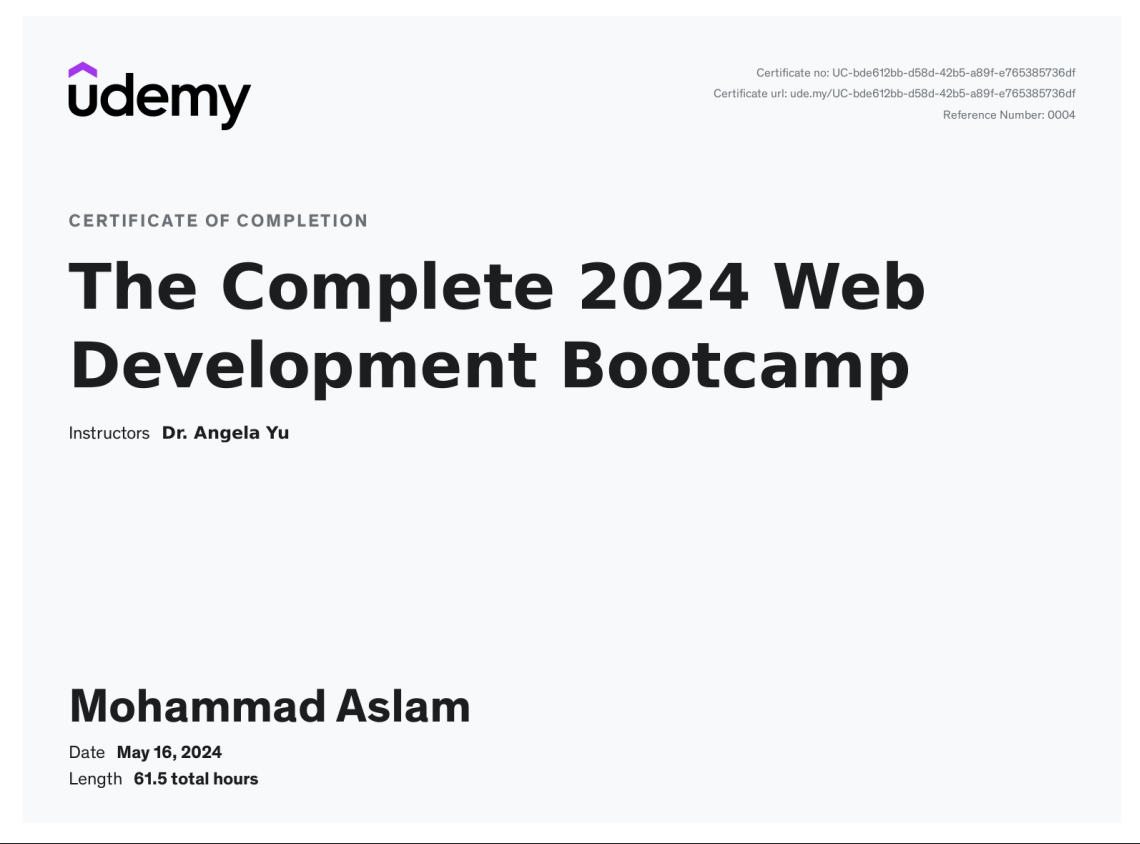 udemy
Certificate no: UC-bde612bb-d58d-42b5-a89f-e765385736df
Certificate url: ude.my/UC-bde612bb-d58d-42b5-a89f-e765385736df
Reference Number: 0004
CERTIFICATE OF COMPLETION
The Complete 2024 Web
Development Bootcamp
Instructors Dr. Angela Yu
Mohammad Aslam
Date May 16, 2024
Length 61.5 total hours